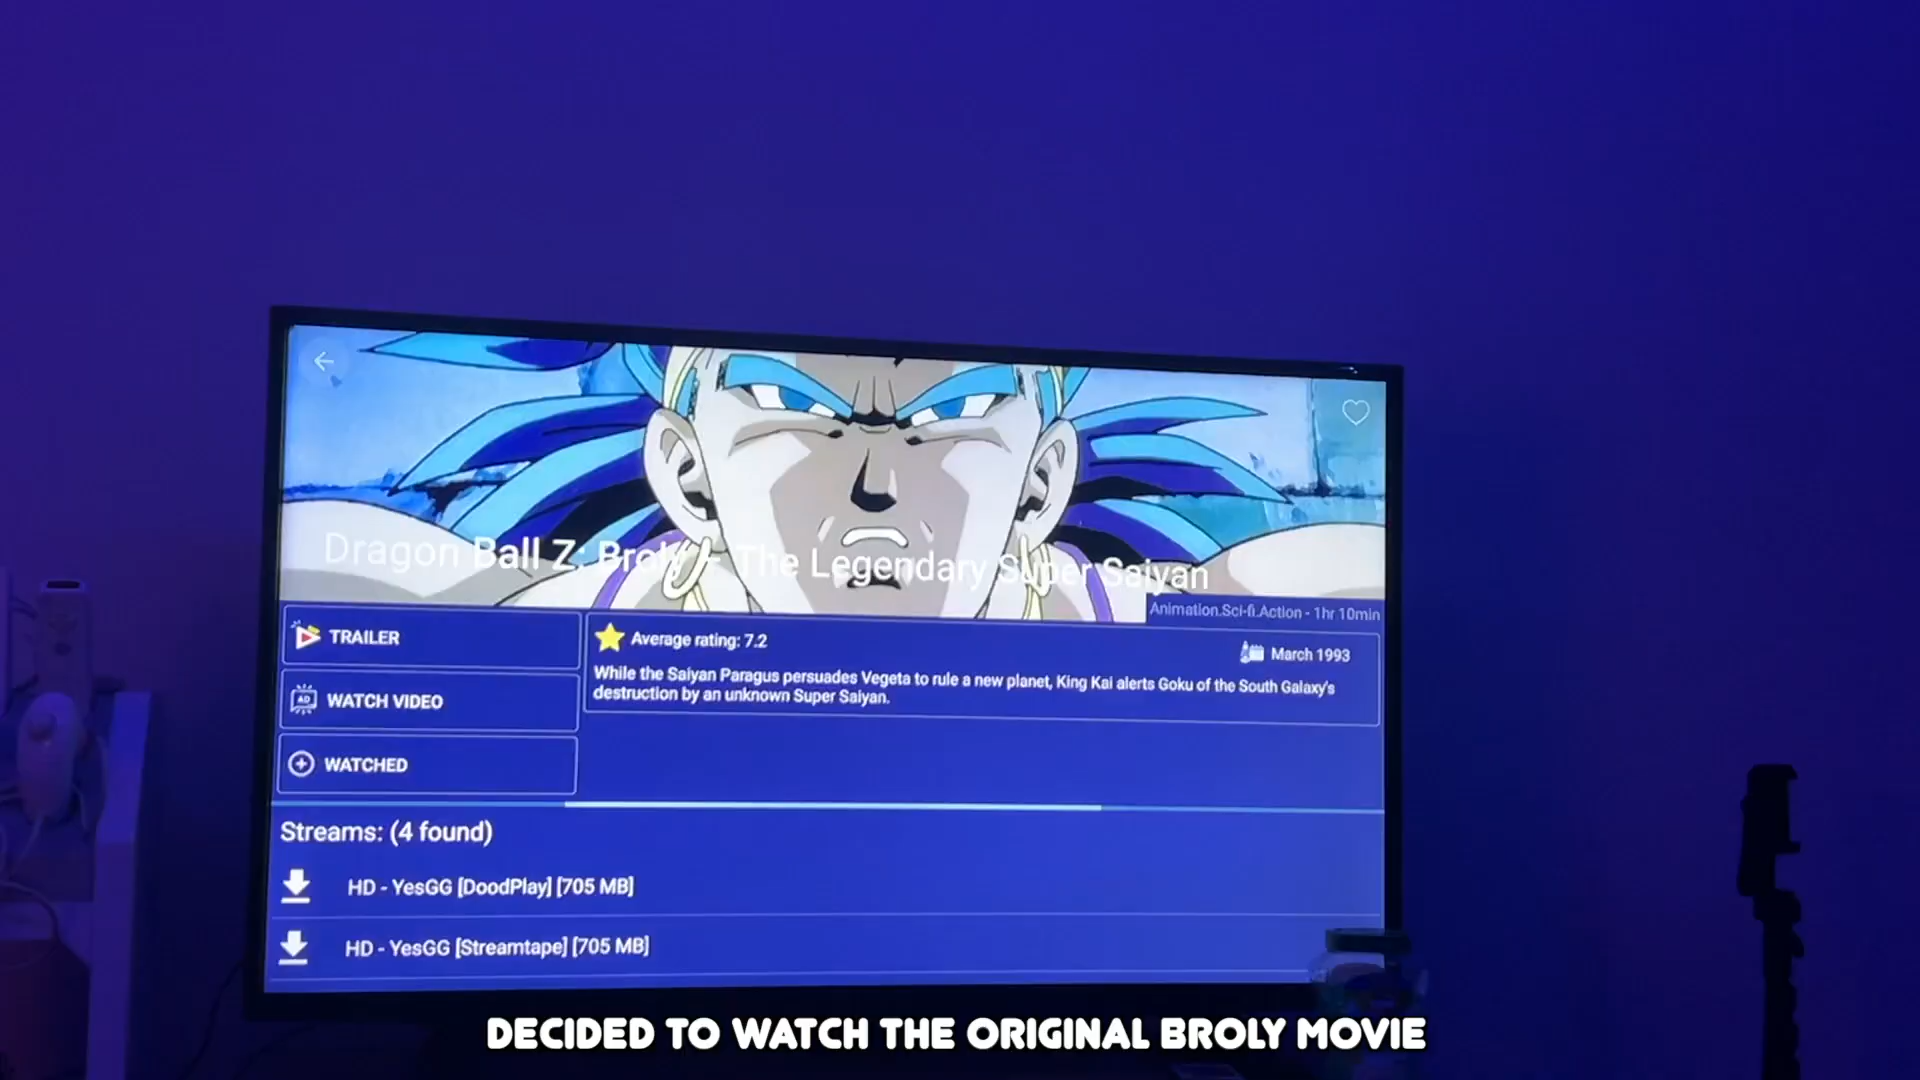 Dragon Ball Z: Broly – The Legendary Super Saiyan
Animation.Sci-fi.Action - 1hr 10min
TRAILER
Average rating: 7.2
March 1993
While the Saiyan Paragus persuades Vegeta to rule a new planet, King Kai alerts Goku of the South Galaxy's
destruction by an unknown Super Saiyan.
AD
WATCH VIDEO
WATCHED
Streams: (4 found)
HD - YesGG [DoodPlay] [705 MB]
HD - YesGG [Streamtape] [705 MB]
DECIDED TO WATCH THE ORIGINAL BROLY MOVIE